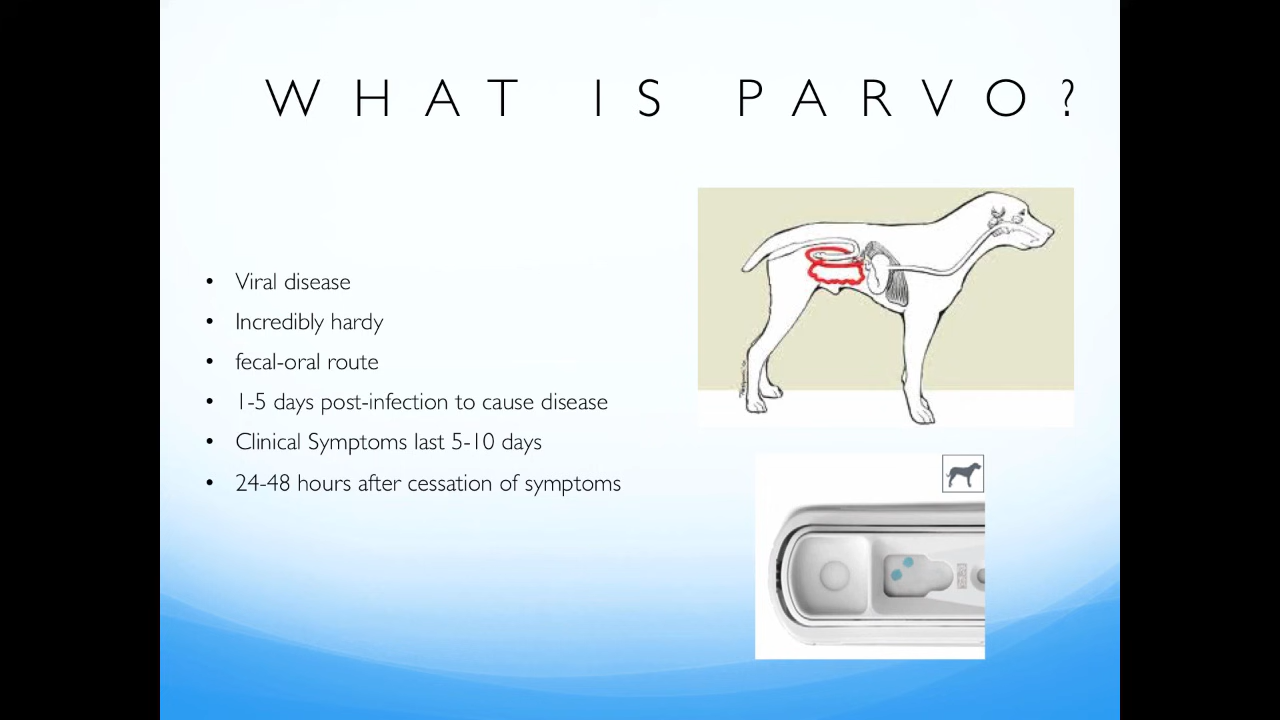 WHAT IS PARVO?
• Viral disease
• Incredibly hardy
• fecal-oral route
• 1-5 days post-infection to cause disease
• Clinical Symptoms last 5-10 days
• 24-48 hours after cessation of symptoms